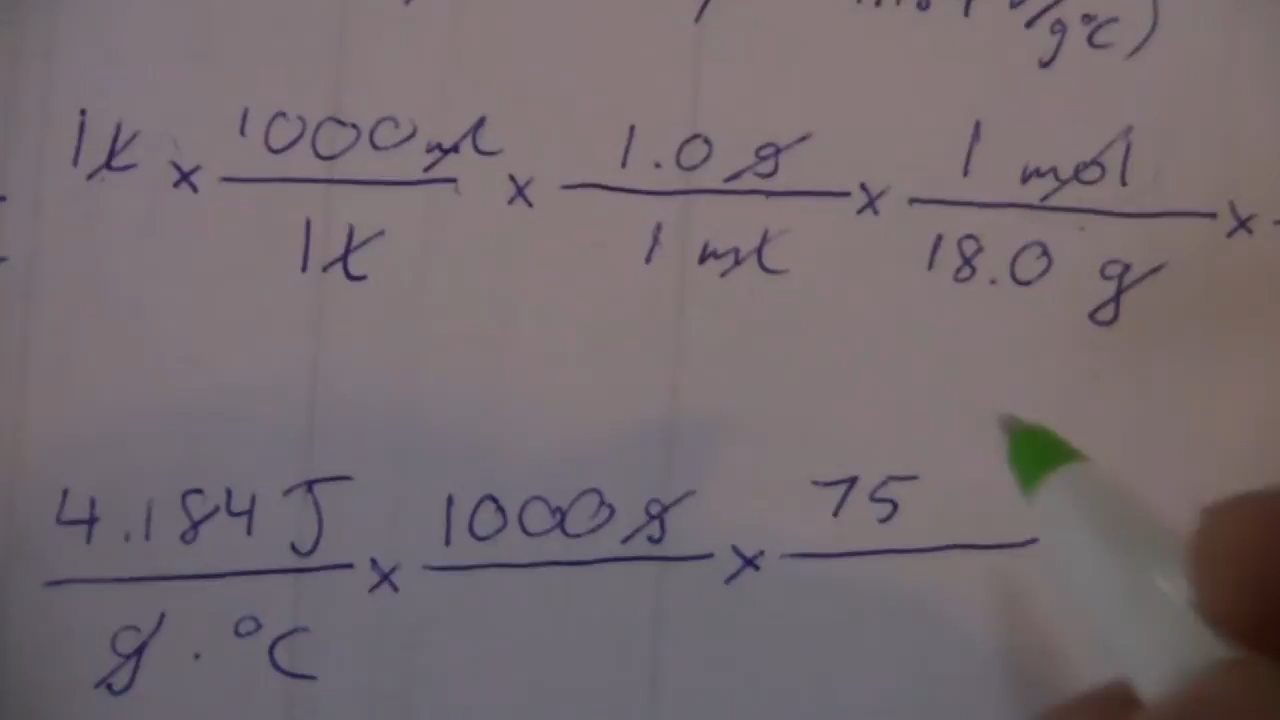 g°C)
1L × 1000 mL / 1L × 1.0 g / 1 mL × 1 mol / 18.0 g ×
4.184 J / g · °C × 1000 g × 75